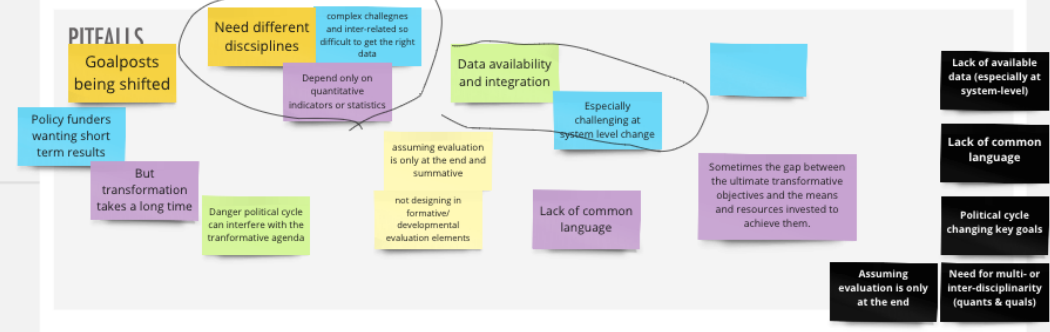 PITFALLS
Goalposts
being shifted
Need different
discsiplines
complex challegnes
and inter-related so
difficult to get the right
data
Depend only on
quantitative
indicators or statistics
Data availability
and integration
Especially
challenging at
system level change
Policy funders
wanting short
term results
But
transformation
takes a long time
Danger political cycle
can interfere with the
tranformative agenda
assuming evaluation
is only at the end and
summative
not designing in
formative/
developmental
evaluation elements
Lack of common
language
Sometimes the gap between
the ultimate transformative
objectives and the means
and resources invested to
achieve them.
Lack of available
data (especially at
system-level)
Lack of common
language
Political cycle
changing key goals
Assuming
evaluation is only
at the end
Need for multi- or
inter-disciplinarity
(quants & quals)